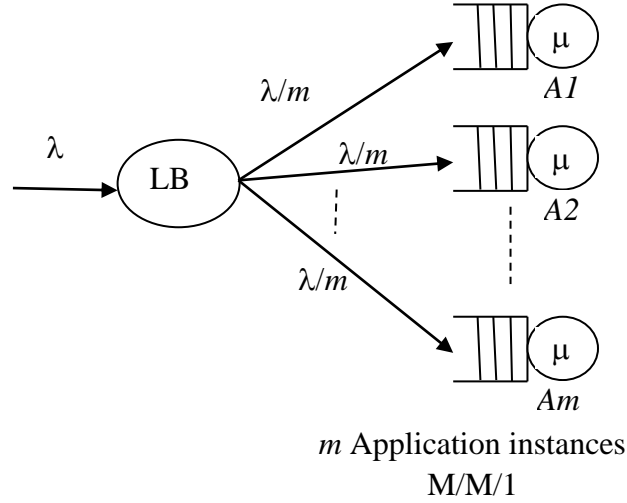 μ
A1
λ/m
λ
LB
λ/m
μ
A2
λ/m
μ
Am
m Application instances
M/M/1